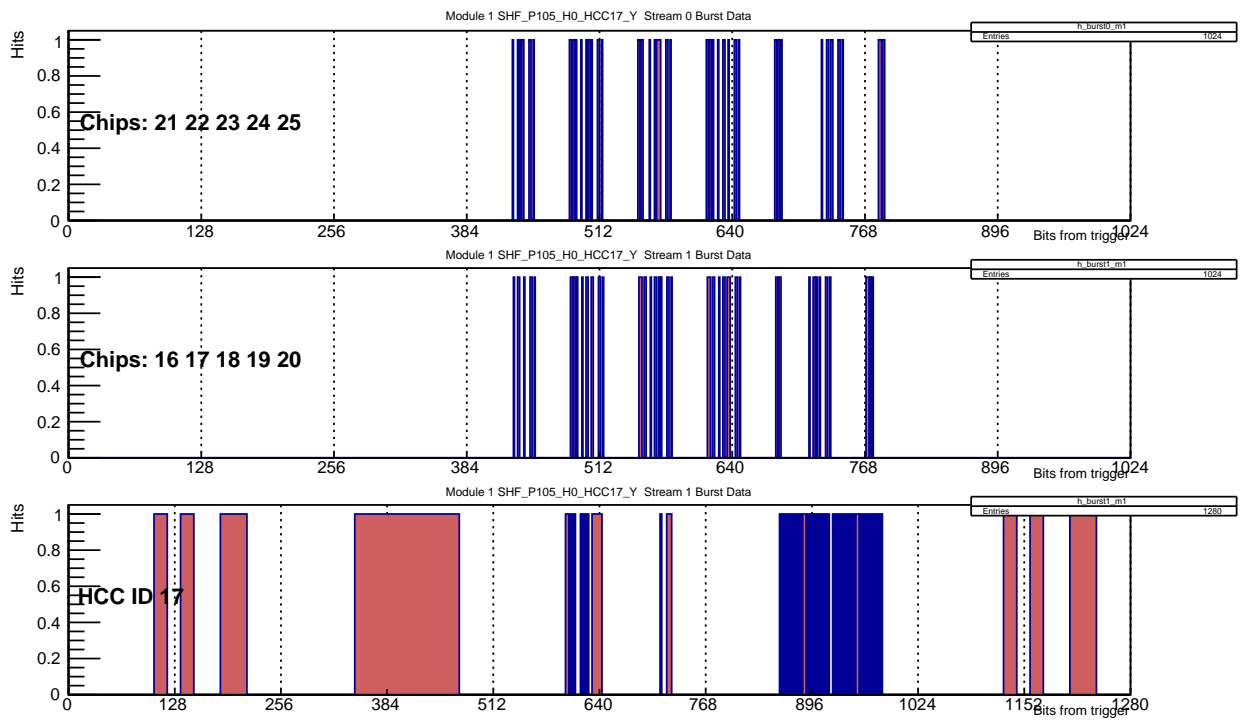 Module 1 SHF_P105_H0_HCC17_Y Stream 0 Burst Data
h_burst0_m1
Entries 1024
Hits
1
0.8
0.6
0.4
0.2
0
Chips: 21 22 23 24 25
0 128 256 384 512 640 768 896 1024
Bits from trigger
Module 1 SHF_P105_H0_HCC17_Y Stream 1 Burst Data
h_burst1_m1
Entries 1024
Hits
1
0.8
0.6
0.4
0.2
0
Chips: 16 17 18 19 20
0 128 256 384 512 640 768 896 1024
Bits from trigger
Module 1 SHF_P105_H0_HCC17_Y Stream 1 Burst Data
h_burst1_m1
Entries 1280
Hits
1
0.8
0.6
0.4
0.2
0
HCC ID 17
0 128 256 384 512 640 768 896 1024 1152 1280
Bits from trigger